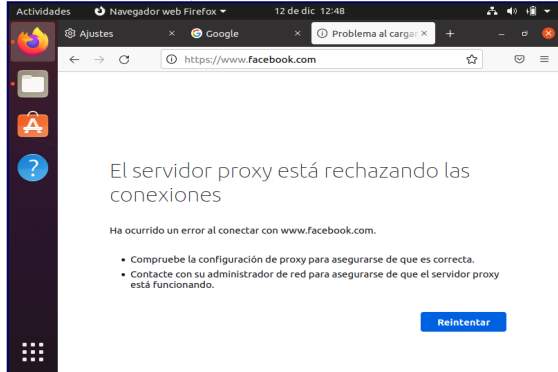 Actividades Navegador web Firefox 12 de dic 12:48
Ajustes Google Problema al cargar
https://www.facebook.com
El servidor proxy está rechazando las
conexiones
Ha ocurrido un error al conectar con www.facebook.com.
• Compruebe la configuración de proxy para asegurarse de que es correcta.
• Contacte con su administrador de red para asegurarse de que el servidor proxy
está funcionando.
Reintentar